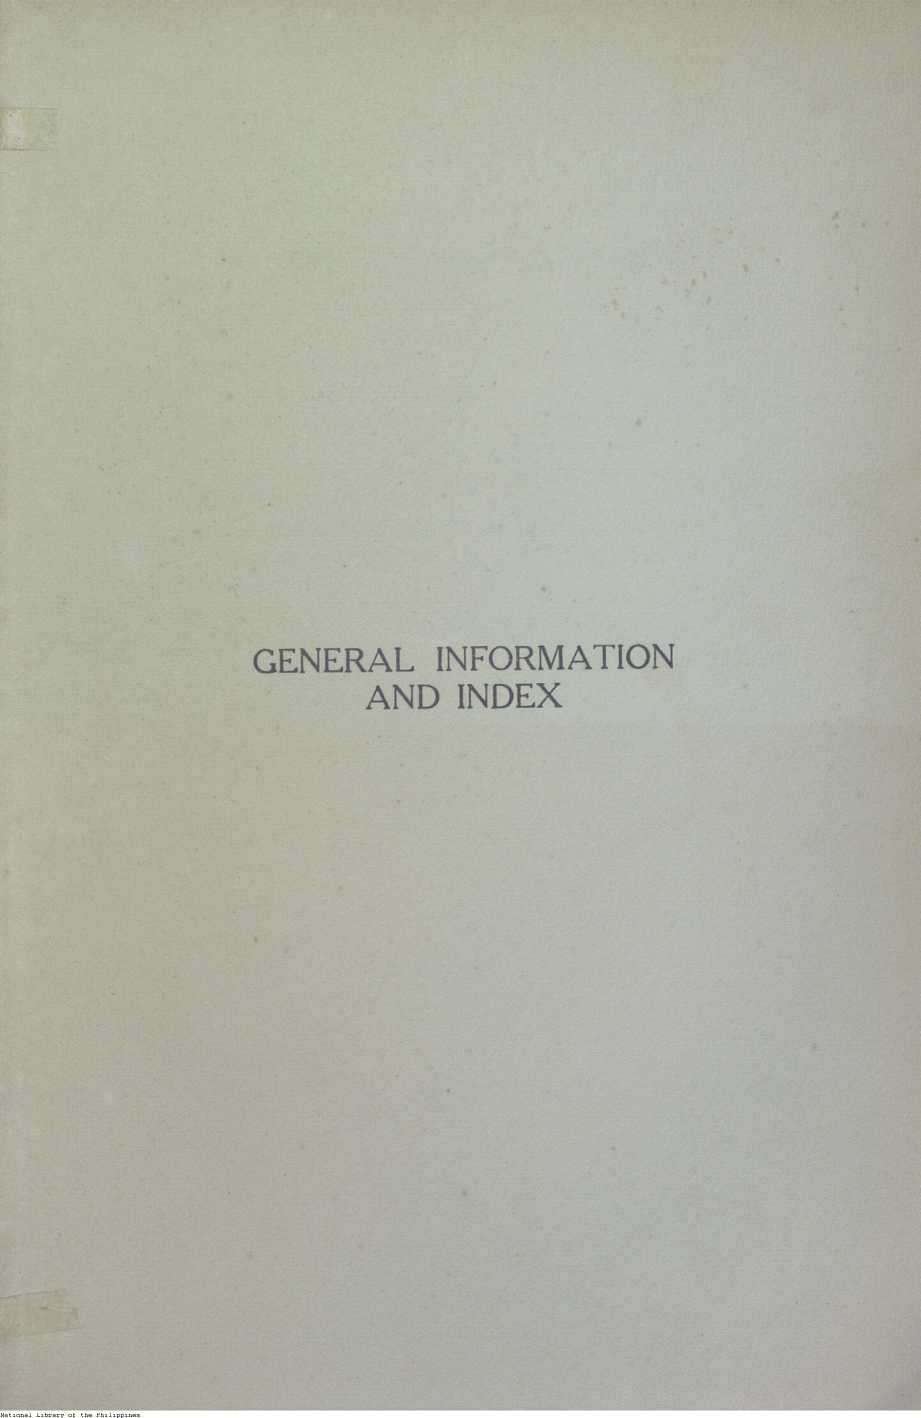 GENERAL INFORMATION
AND INDEX
National Library of the Philippines